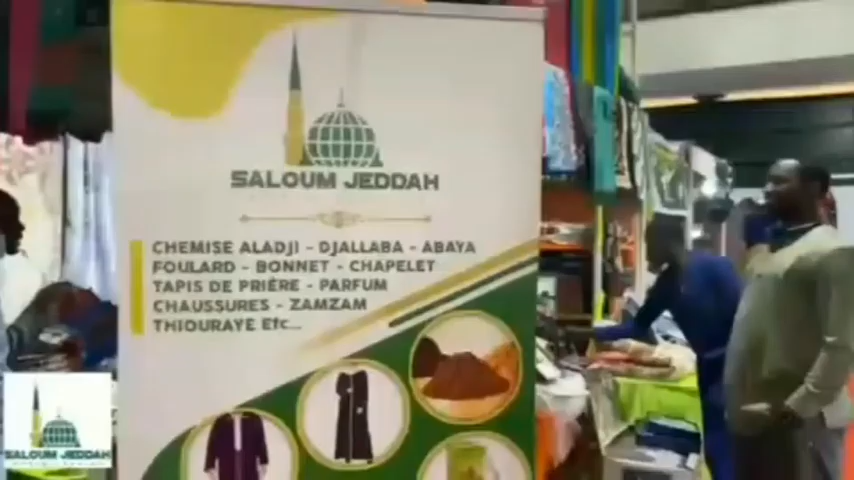 SALOUM JEDDAH
CHEMISE ALADJI - DJALLABA - ABAYA
FOULARD - BONNET - CHAPELET
TAPIS DE PRIÈRE - PARFUM
CHAUSSURES - ZAMZAM
THIOURAYE Etc...
SALOUM JEDDAH